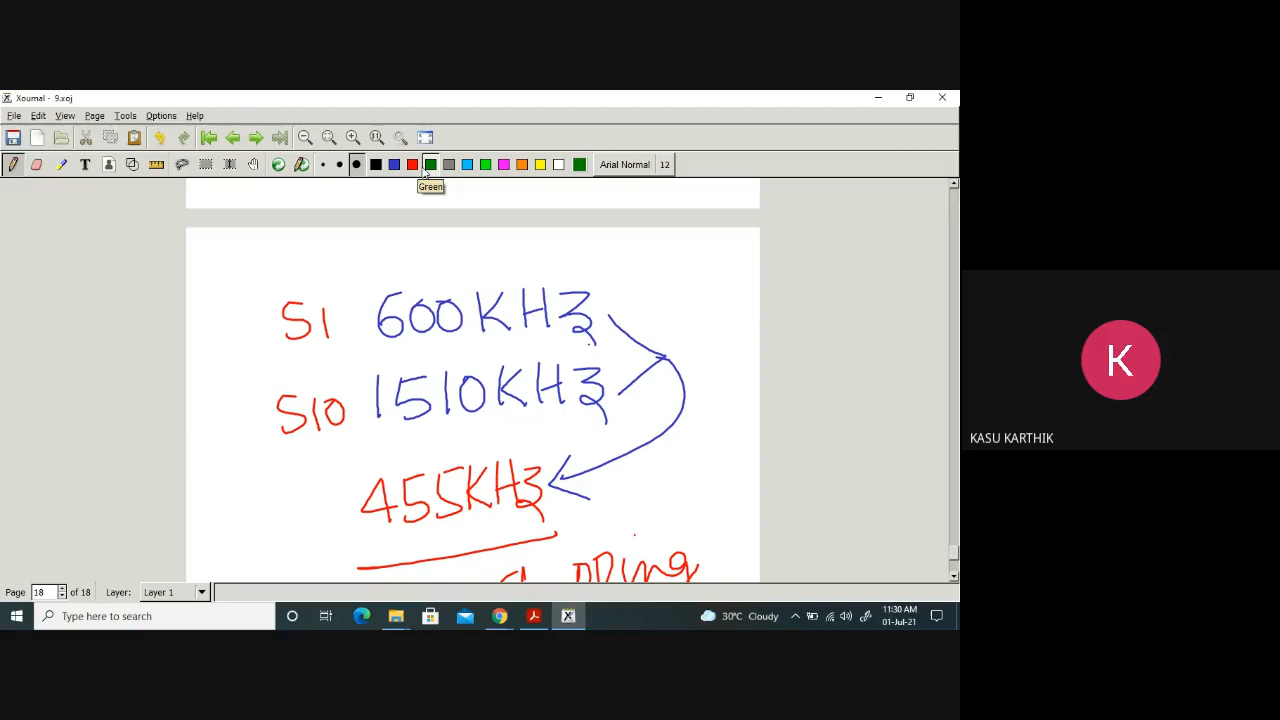 Xournal - 9.xoj
File Edit View Page Tools Options Help
T Arial Normal 12
Green
S1 600KHz
S10 1510KHz
455KHz
K
KASU KARTHIK
Page 18 of 18 Layer: Layer 1
Type here to search
30°C Cloudy
11:30 AM
01-Jul-21